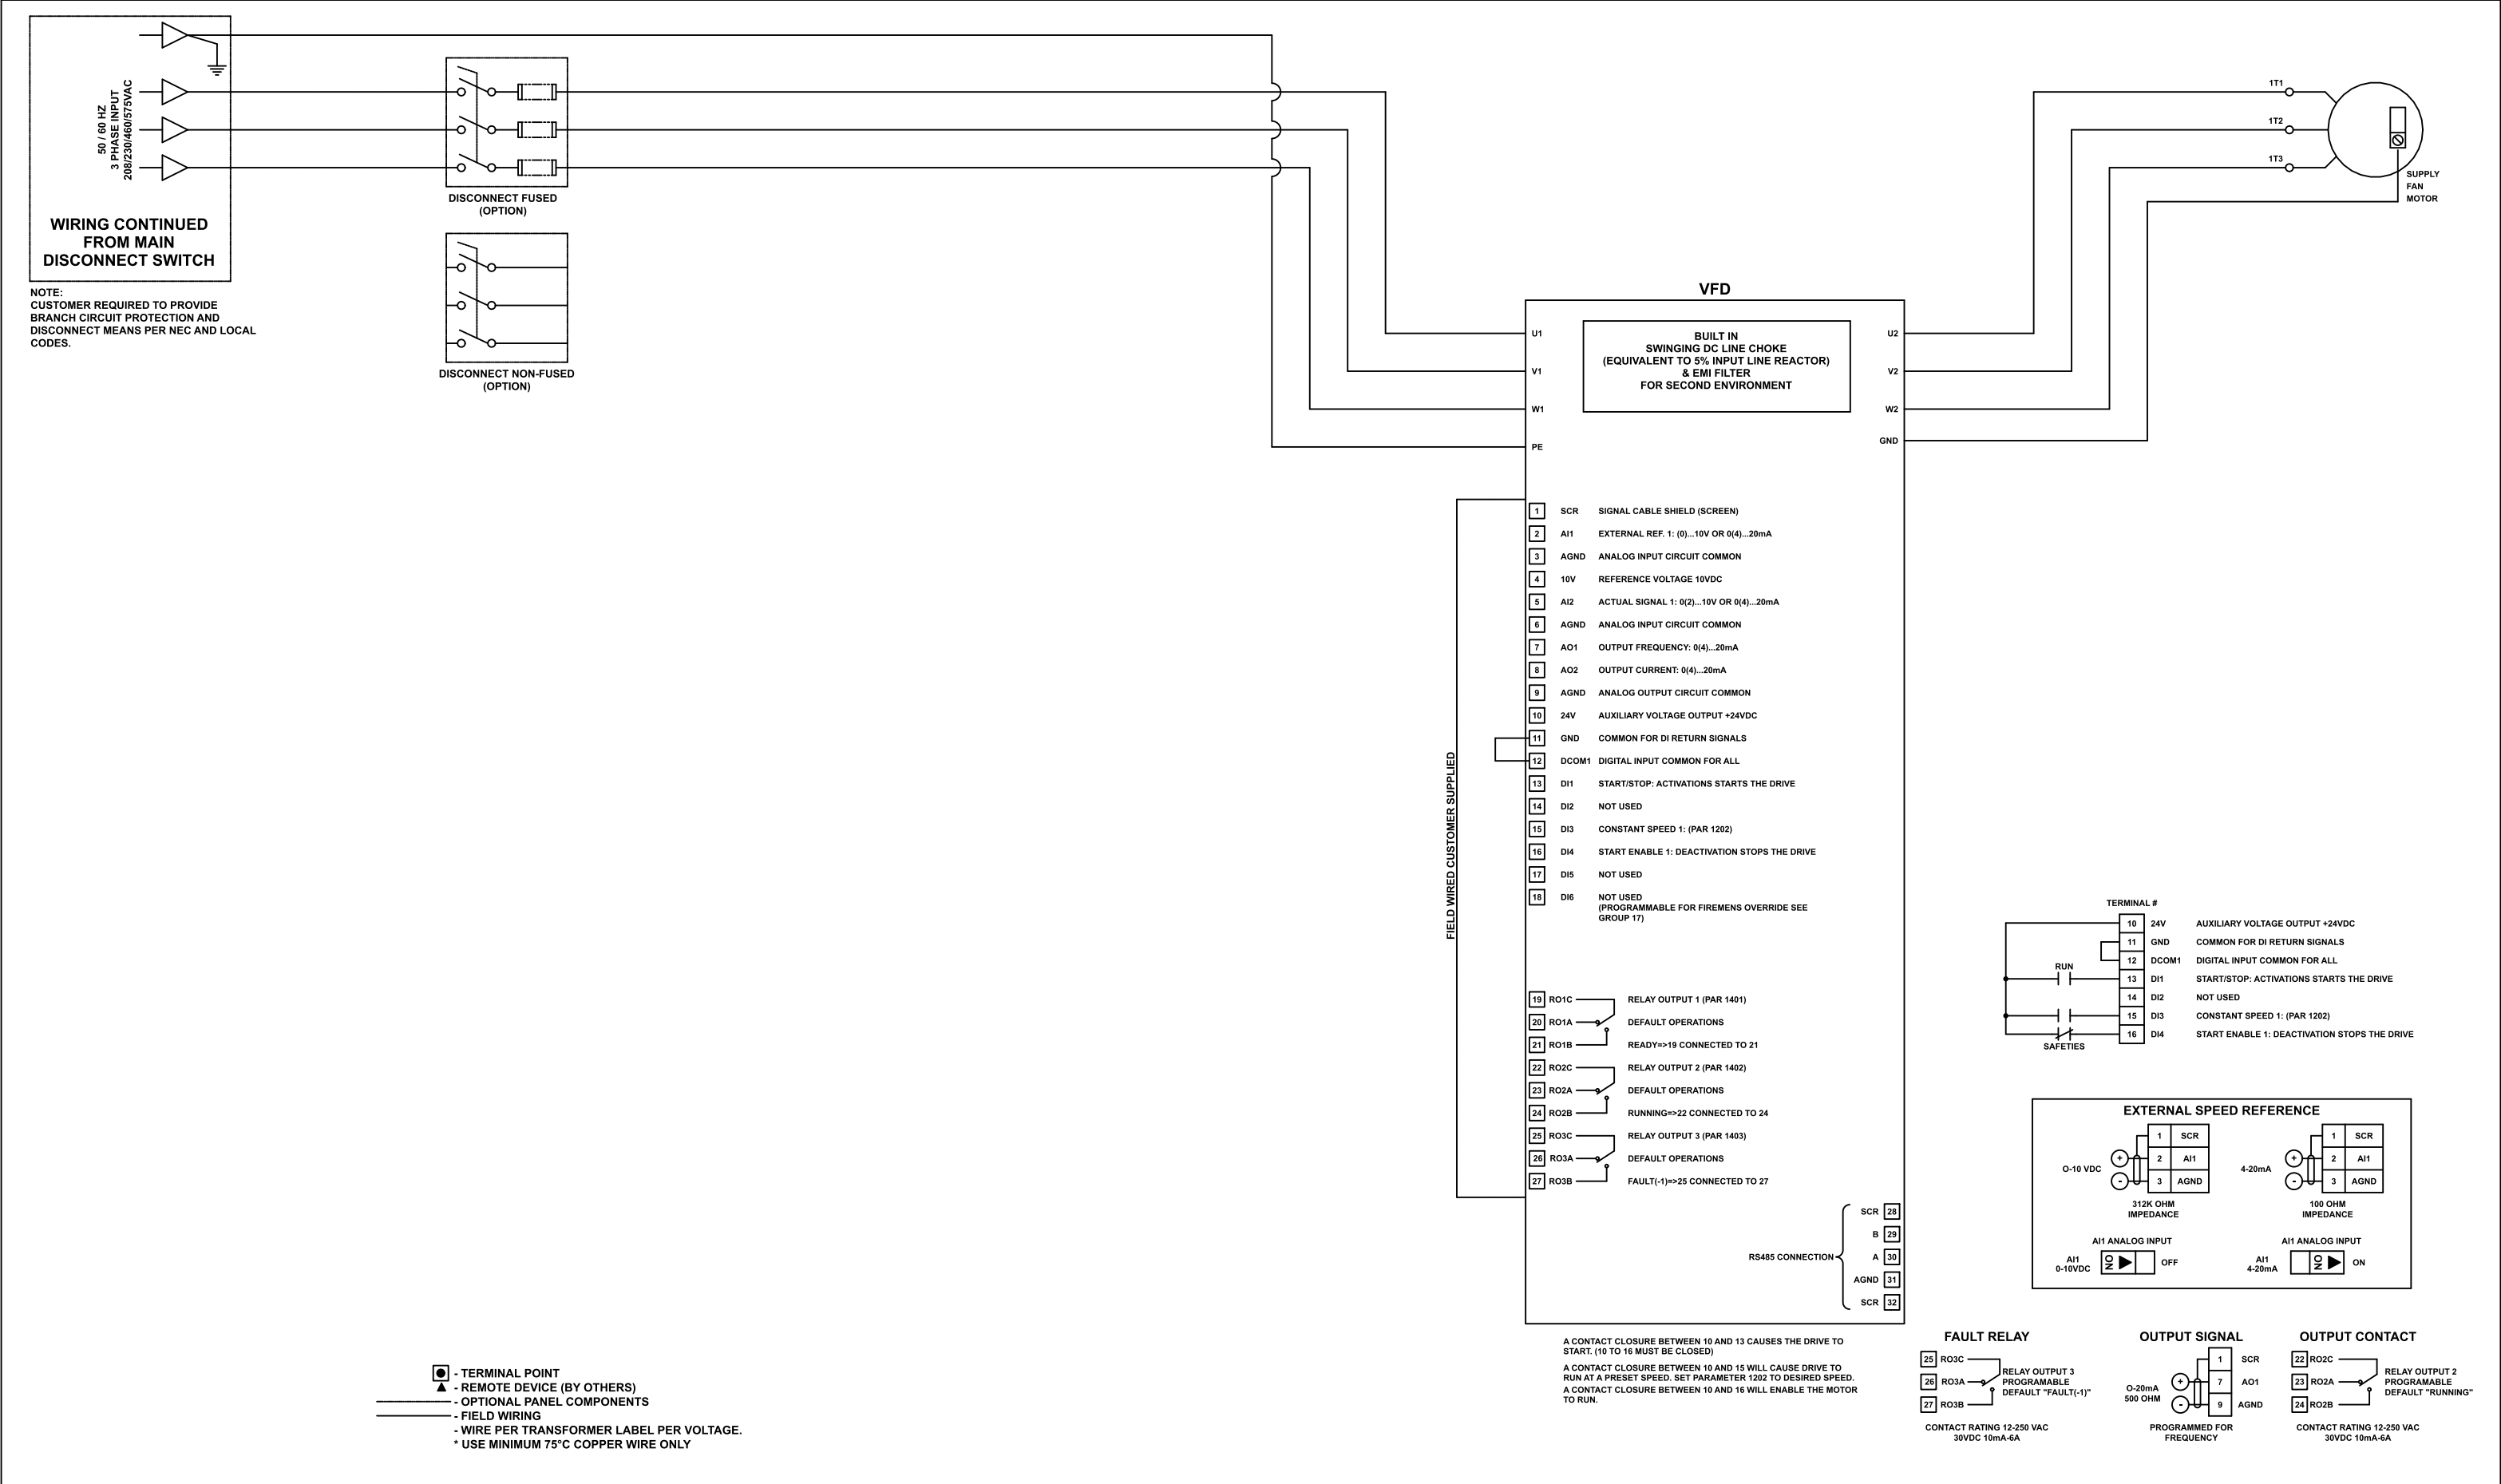 50 / 60 HZ
3 PHASE INPUT
208/230/460/575VAC
WIRING CONTINUED
FROM MAIN
DISCONNECT SWITCH
NOTE:
CUSTOMER REQUIRED TO PROVIDE
BRANCH CIRCUIT PROTECTION AND
DISCONNECT MEANS PER NEC AND LOCAL
CODES.
DISCONNECT FUSED
(OPTION)
DISCONNECT NON-FUSED
(OPTION)
1T1
1T2
1T3
SUPPLY
FAN
MOTOR
VFD
BUILT IN
SWINGING DC LINE CHOKE
(EQUIVALENT TO 5% INPUT LINE REACTOR)
& EMI FILTER
FOR SECOND ENVIRONMENT
U1
V1
W1
PE
U2
V2
W2
GND
FIELD WIRED CUSTOMER SUPPLIED
1 SCR SIGNAL CABLE SHIELD (SCREEN)
2 AI1 EXTERNAL REF. 1: (0)...10V OR 0(4)...20mA
3 AGND ANALOG INPUT CIRCUIT COMMON
4 10V REFERENCE VOLTAGE 10VDC
5 AI2 ACTUAL SIGNAL 1: 0(2)...10V OR 0(4)...20mA
6 AGND ANALOG INPUT CIRCUIT COMMON
7 AO1 OUTPUT FREQUENCY: 0(4)...20mA
8 AO2 OUTPUT CURRENT: 0(4)...20mA
9 AGND ANALOG OUTPUT CIRCUIT COMMON
10 24V AUXILIARY VOLTAGE OUTPUT +24VDC
11 GND COMMON FOR DI RETURN SIGNALS
12 DCOM1 DIGITAL INPUT COMMON FOR ALL
13 DI1 START/STOP: ACTIVATIONS STARTS THE DRIVE
14 DI2 NOT USED
15 DI3 CONSTANT SPEED 1: (PAR 1202)
16 DI4 START ENABLE 1: DEACTIVATION STOPS THE DRIVE
17 DI5 NOT USED
18 DI6 NOT USED
(PROGRAMMABLE FOR FIREMENS OVERRIDE SEE
GROUP 17)
19 RO1C RELAY OUTPUT 1 (PAR 1401)
20 RO1A DEFAULT OPERATIONS
21 RO1B READY=>19 CONNECTED TO 21
22 RO2C RELAY OUTPUT 2 (PAR 1402)
23 RO2A DEFAULT OPERATIONS
24 RO2B RUNNING=>22 CONNECTED TO 24
25 RO3C RELAY OUTPUT 3 (PAR 1403)
26 RO3A DEFAULT OPERATIONS
27 RO3B FAULT(-1)=>25 CONNECTED TO 27
RS485 CONNECTION
SCR 28
B 29
A 30
AGND 31
SCR 32
A CONTACT CLOSURE BETWEEN 10 AND 13 CAUSES THE DRIVE TO
START. (10 TO 16 MUST BE CLOSED)
A CONTACT CLOSURE BETWEEN 10 AND 15 WILL CAUSE DRIVE TO
RUN AT A PRESET SPEED. SET PARAMETER 1202 TO DESIRED SPEED.
A CONTACT CLOSURE BETWEEN 10 AND 16 WILL ENABLE THE MOTOR
TO RUN.
TERMINAL #
10 24V AUXILIARY VOLTAGE OUTPUT +24VDC
11 GND COMMON FOR DI RETURN SIGNALS
12 DCOM1 DIGITAL INPUT COMMON FOR ALL
RUN
13 DI1 START/STOP: ACTIVATIONS STARTS THE DRIVE
14 DI2 NOT USED
15 DI3 CONSTANT SPEED 1: (PAR 1202)
16 DI4 START ENABLE 1: DEACTIVATION STOPS THE DRIVE
SAFETIES
EXTERNAL SPEED REFERENCE
O-10 VDC
+
-
1 SCR
2 AI1
3 AGND
312K OHM
IMPEDANCE
AI1 ANALOG INPUT
AI1
0-10VDC
ON
OFF
4-20mA
+
-
1 SCR
2 AI1
3 AGND
100 OHM
IMPEDANCE
AI1 ANALOG INPUT
AI1
4-20mA
ON
ON
FAULT RELAY
25 RO3C
26 RO3A
27 RO3B
RELAY OUTPUT 3
PROGRAMABLE
DEFAULT "FAULT(-1)"
CONTACT RATING 12-250 VAC
30VDC 10mA-6A
OUTPUT SIGNAL
O-20mA
500 OHM
+
-
1 SCR
7 AO1
9 AGND
PROGRAMMED FOR
FREQUENCY
OUTPUT CONTACT
22 RO2C
23 RO2A
24 RO2B
RELAY OUTPUT 2
PROGRAMABLE
DEFAULT "RUNNING"
CONTACT RATING 12-250 VAC
30VDC 10mA-6A
- TERMINAL POINT
- REMOTE DEVICE (BY OTHERS)
- OPTIONAL PANEL COMPONENTS
- FIELD WIRING
- WIRE PER TRANSFORMER LABEL PER VOLTAGE.
* USE MINIMUM 75°C COPPER WIRE ONLY